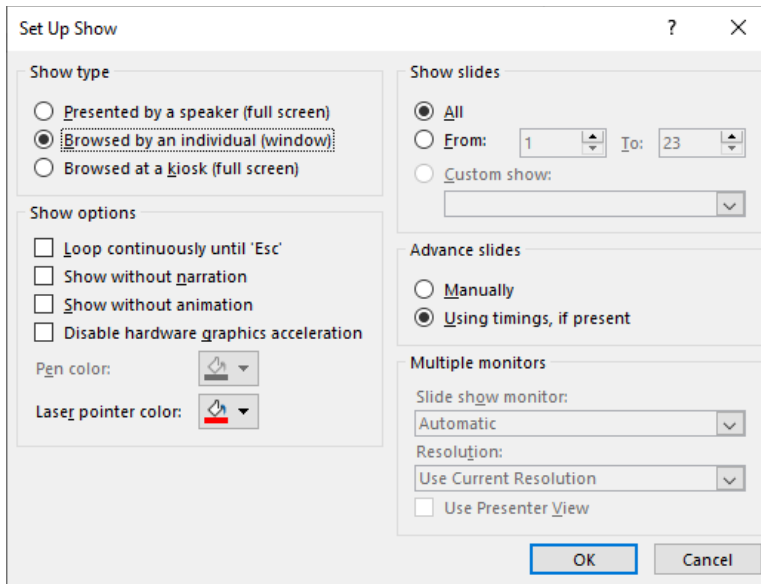 Set Up Show ?
Show type
Presented by a speaker (full screen)
Browsed by an individual (window)
Browsed at a kiosk (full screen)
Show options
Loop continuously until 'Esc'
Show without narration
Show without animation
Disable hardware graphics acceleration
Pen color:
Laser pointer color:
Show slides
All
From: 1 To: 23
Custom show:
Advance slides
Manually
Using timings, if present
Multiple monitors
Slide show monitor:
Automatic
Resolution:
Use Current Resolution
Use Presenter View
OK Cancel